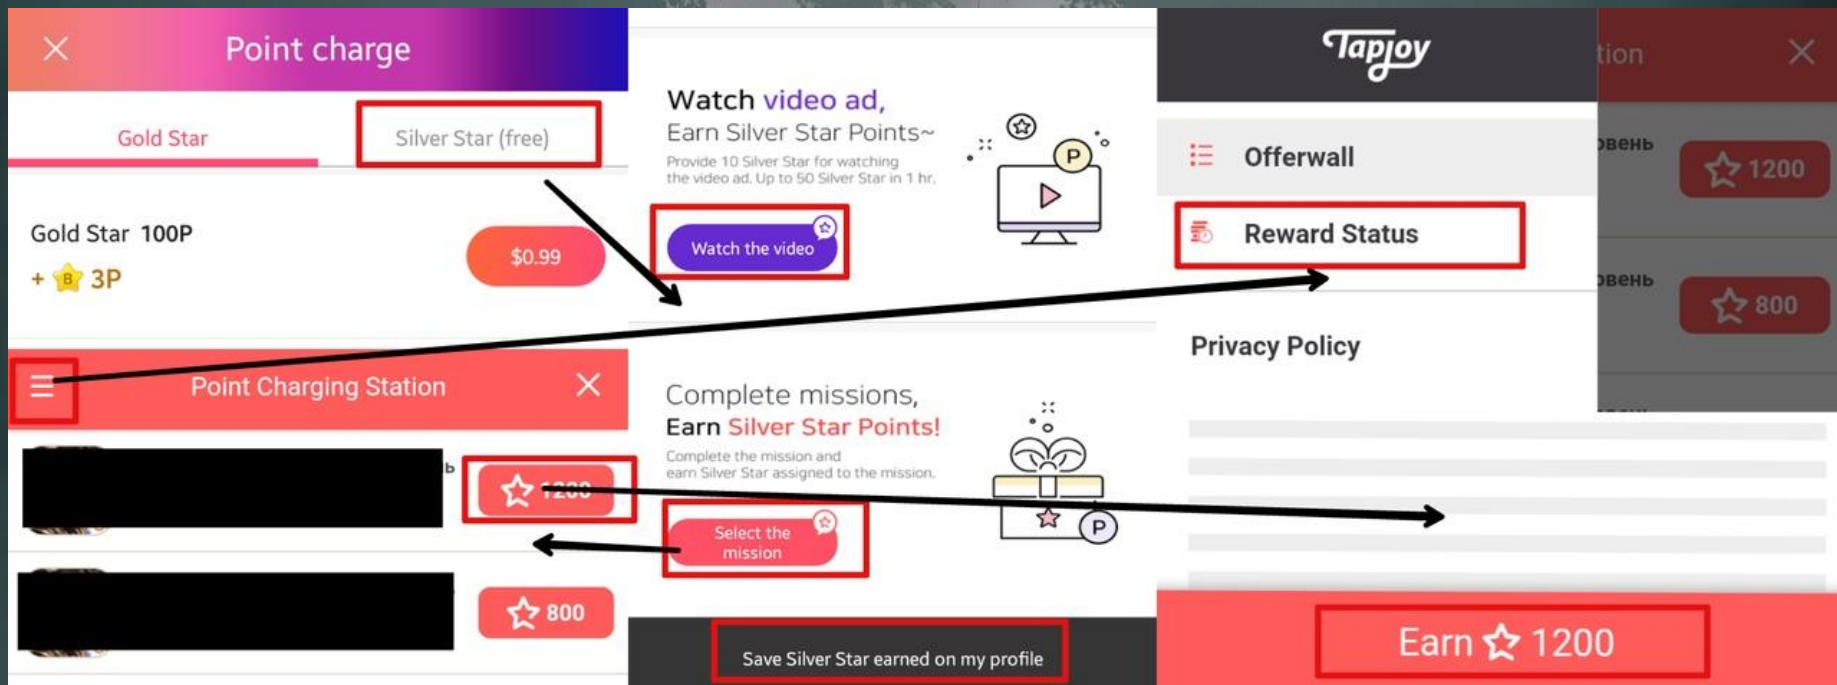 Point charge
Gold Star
Silver Star (free)
Gold Star 100P
+ B 3P
$0.99
Point Charging Station
ь
1200
800
Watch video ad,
Earn Silver Star Points~
Provide 10 Silver Star for watching
the video ad. Up to 50 Silver Star in 1 hr.
P
Watch the video
Complete missions,
Earn Silver Star Points!
Complete the mission and
earn Silver Star assigned to the mission.
P
Select the
mission
Save Silver Star earned on my profile
Tapjoy
Offerwall
Reward Status
Privacy Policy
tion
овень
1200
овень
800
Earn 1200